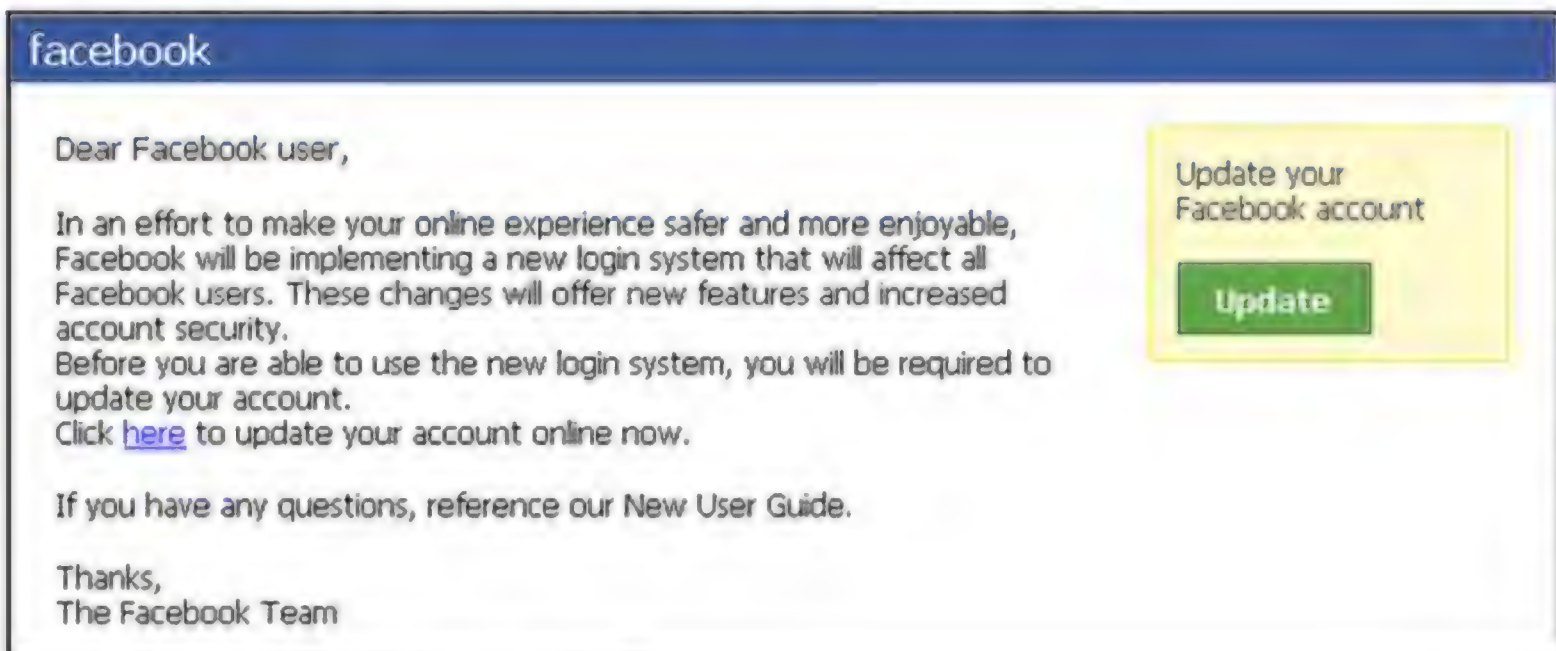 facebook
Dear Facebook user,
In an effort to make your online experience safer and more enjoyable,
Facebook will be implementing a new login system that will affect all
Facebook users. These changes will offer new features and increased
account security.
Before you are able to use the new login system, you will be required to
update your account.
Click here to update your account online now.
If you have any questions, reference our New User Guide.
Thanks,
The Facebook Team
Update your
Facebook account
Update